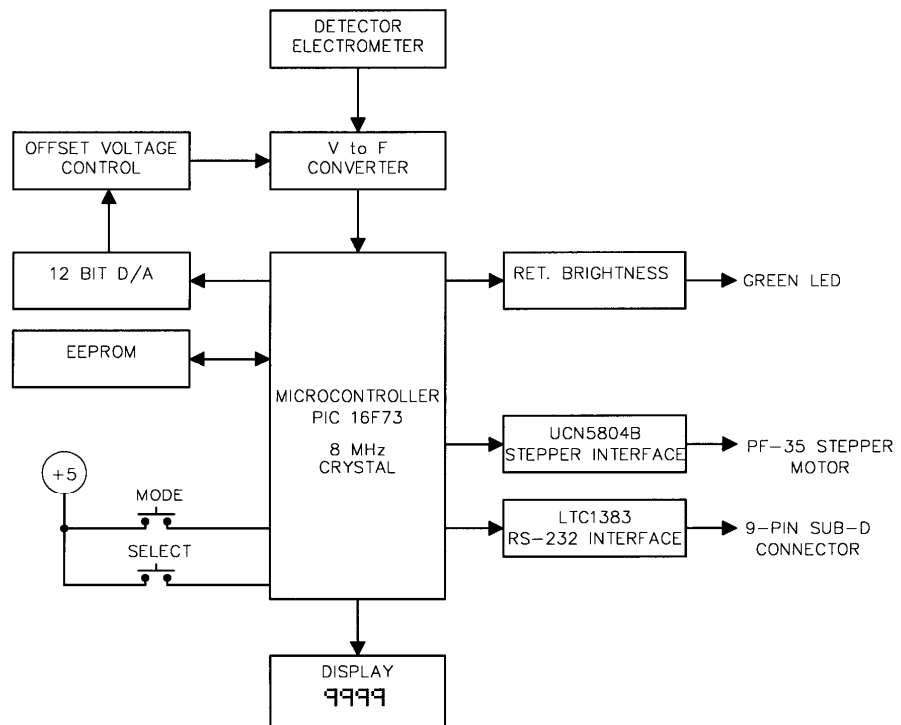 DETECTOR
ELECTROMETER
OFFSET VOLTAGE
CONTROL
V to F
CONVERTER
12 BIT D/A
RET. BRIGHTNESS
GREEN LED
EEPROM
MICROCONTROLLER
PIC 16F73
8 MHz
CRYSTAL
UCN5804B
STEPPER INTERFACE
PF-35 STEPPER
MOTOR
+5
MODE
SELECT
LTC1383
RS-232 INTERFACE
9-PIN SUB-D
CONNECTOR
DISPLAY
9999